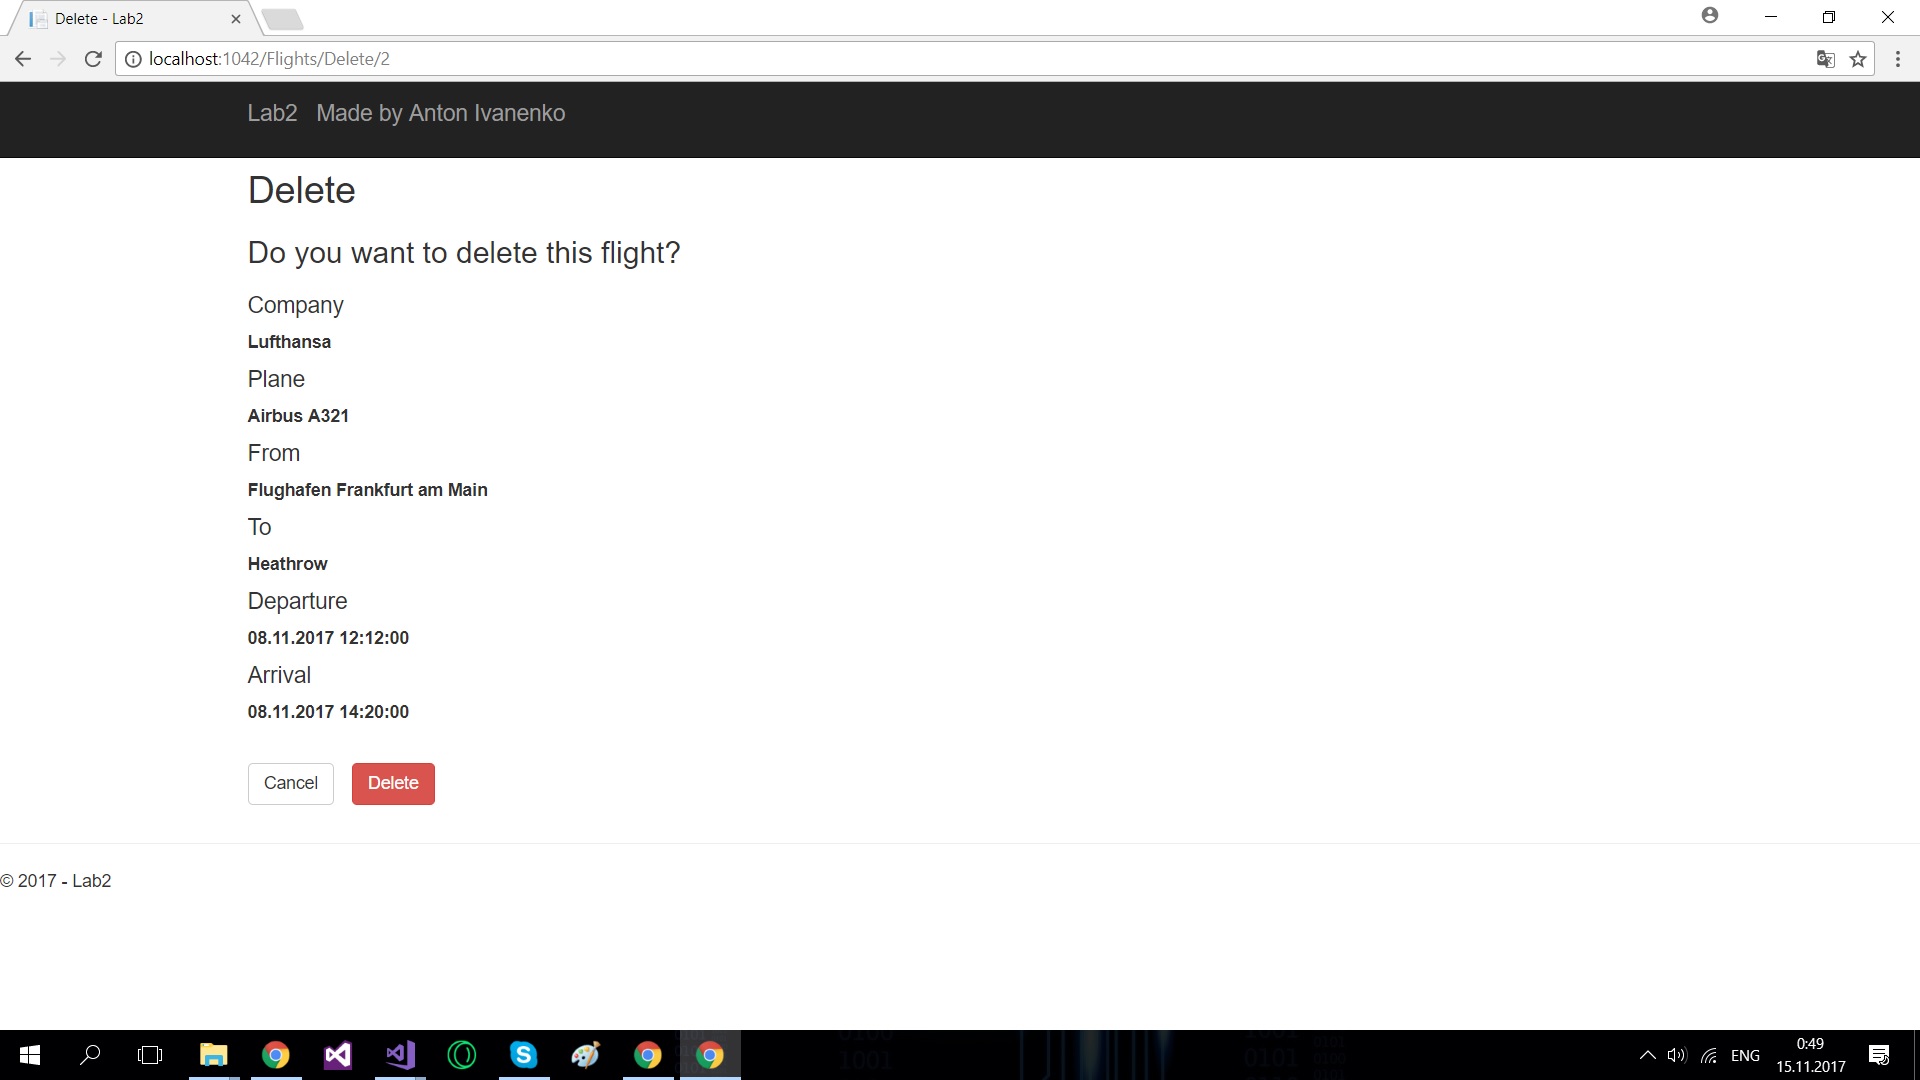 Delete - Lab2
localhost:1042/Flights/Delete/2
Lab2 Made by Anton Ivanenko
Delete
Do you want to delete this flight?
Company
Lufthansa
Plane
Airbus A321
From
Flughafen Frankfurt am Main
To
Heathrow
Departure
08.11.2017 12:12:00
Arrival
08.11.2017 14:20:00
Cancel Delete
© 2017 - Lab2
ENG
0:49
15.11.2017